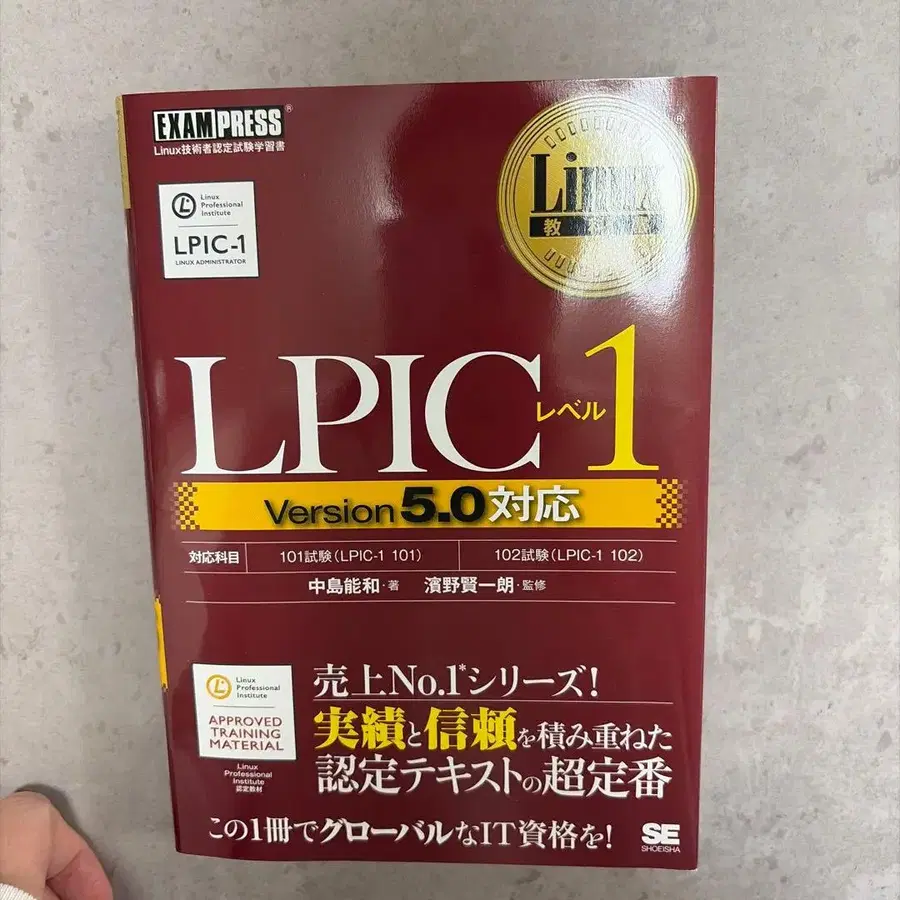 EXAMPRESS®
Linux技術者認定試験学習書
Linux
教
Linux
Professional
Institute
LPIC-1
LINUX ADMINISTRATOR
LPIC レベル 1
Version 5.0 対応
対応科目 101試験(LPIC-1 101) 102試験(LPIC-1 102)
中島能和・著 濱野賢一朗・監修
Linux
Professional
Institute
APPROVED
TRAINING
MATERIAL
Linux
Professional
Institute
認定教材
売上No.1*シリーズ!
実績と信頼を積み重ねた
認定テキストの超定番
この1冊でグローバルなIT資格を!
SE
SHOEISHA